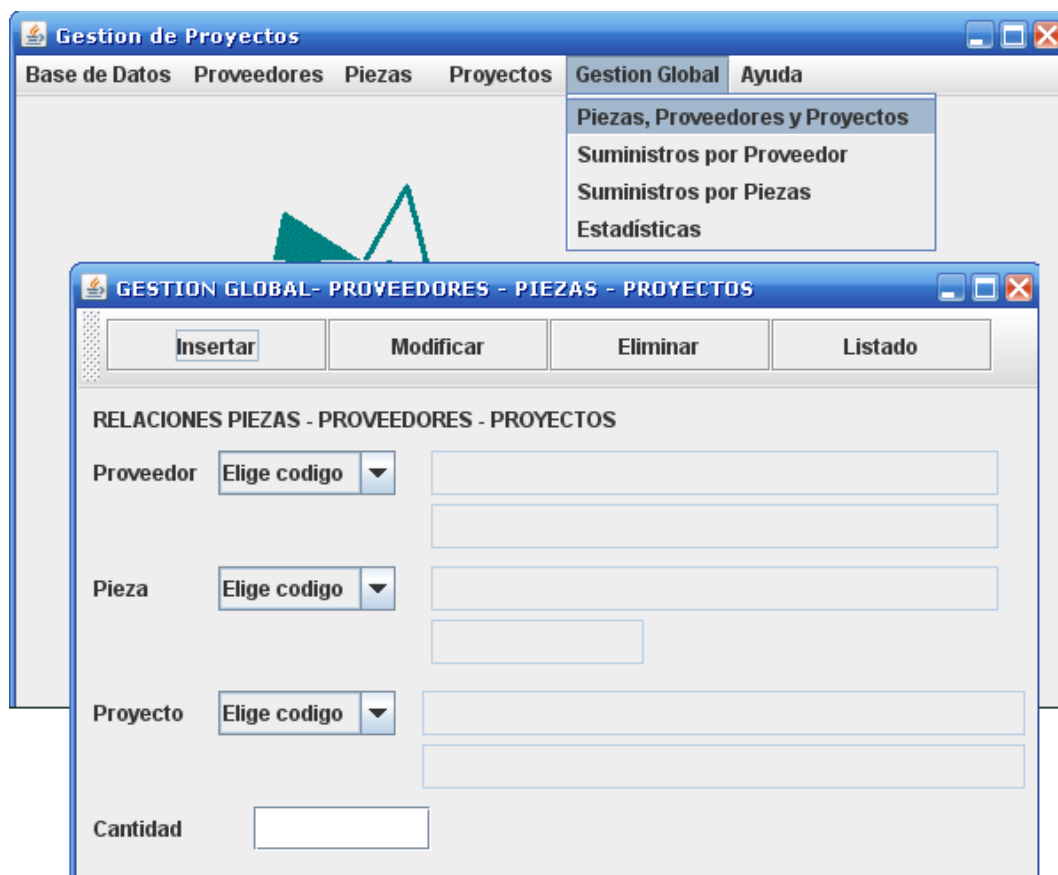 Gestion de Proyectos
Base de Datos Proveedores Piezas Proyectos Gestion Global Ayuda
Piezas, Proveedores y Proyectos
Suministros por Proveedor
Suministros por Piezas
Estadísticas
GESTION GLOBAL- PROVEEDORES - PIEZAS - PROYECTOS
Insertar Modificar Eliminar Listado
RELACIONES PIEZAS - PROVEEDORES - PROYECTOS
Proveedor Elige codigo
Pieza Elige codigo
Proyecto Elige codigo
Cantidad